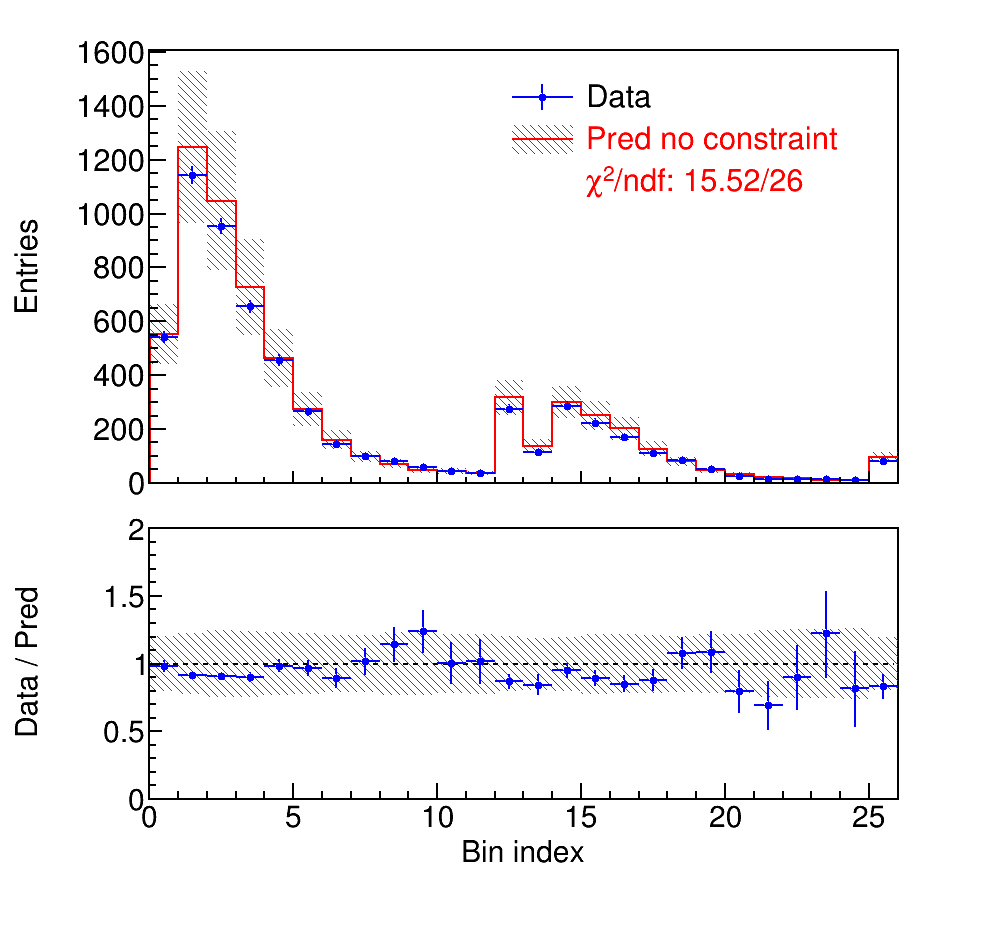 1600
1400
1200
1000
800
600
400
200
0
Entries
Data
Pred no constraint
χ²/ndf: 15.52/26
2
1.5
1
0.5
0
Data / Pred
0 5 10 15 20 25
Bin index